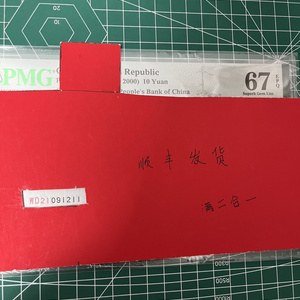 PMG
Republic
2000) 10 Yuan
People's Bank of China
67
EPQ
Superb Gem Unc
顺丰发货
WD21091211
二合一